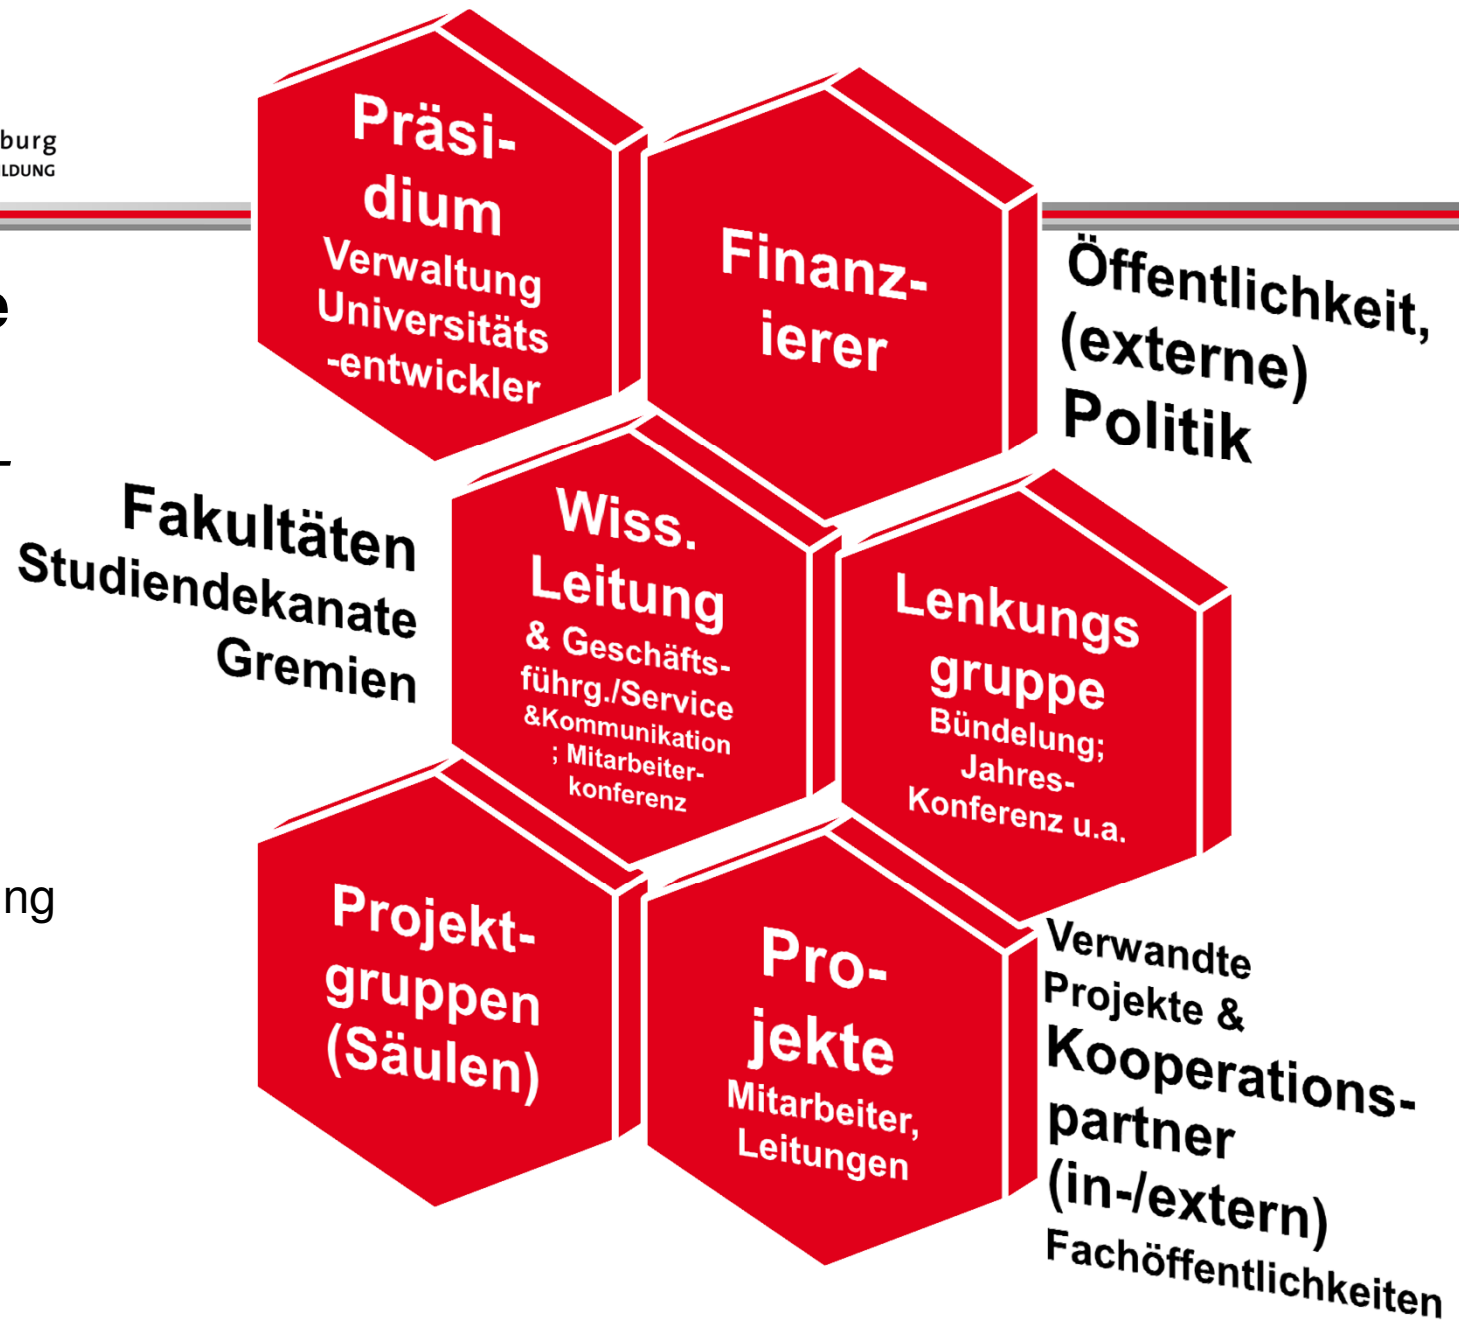 burg
LDUNG
e
–
ng
Präsi-
dium
Verwaltung
Universitäts
-entwickler
Finanz-
ierer
Öffentlichkeit,
(externe)
Politik
Fakultäten
Studiendekanate
Gremien
Wiss.
Leitung
& Geschäfts-
führg./Service
&Kommunikation
; Mitarbeiter-
konferenz
Lenkungs
gruppe
Bündelung;
Jahres-
Konferenz u.a.
Projekt-
gruppen
(Säulen)
Pro-
jekte
Mitarbeiter,
Leitungen
Verwandte
Projekte &
Kooperations-
partner
(in-/extern)
Fachöffentlichkeiten